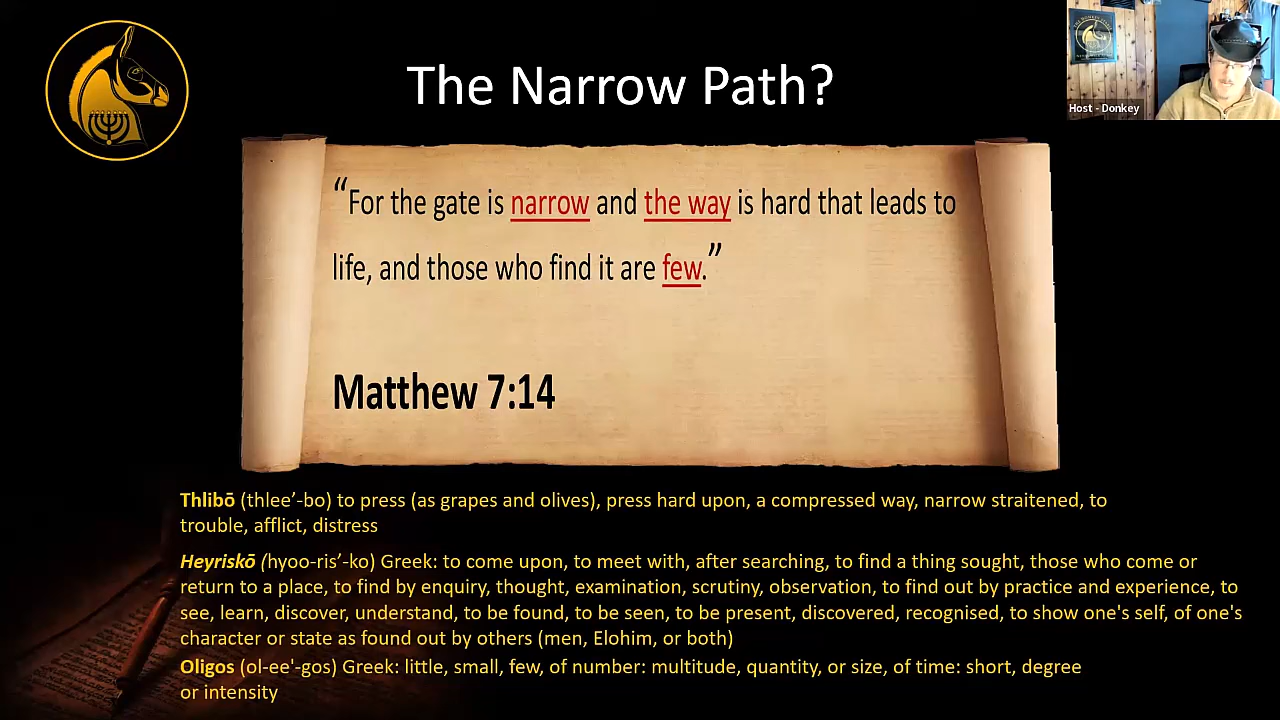 The Narrow Path?
Host - Donkey
“For the gate is narrow and the way is hard that leads to
life, and those who find it are few.”
Matthew 7:14
Thlibō (thlee’-bo) to press (as grapes and olives), press hard upon, a compressed way, narrow straitened, to
trouble, afflict, distress
Heyriskō (hyoo-ris’-ko) Greek: to come upon, to meet with, after searching, to find a thing sought, those who come or
return to a place, to find by enquiry, thought, examination, scrutiny, observation, to find out by practice and experience, to
see, learn, discover, understand, to be found, to be seen, to be present, discovered, recognised, to show one's self, of one's
character or state as found out by others (men, Elohim, or both)
Oligos (ol-ee'-gos) Greek: little, small, few, of number: multitude, quantity, or size, of time: short, degree
or intensity